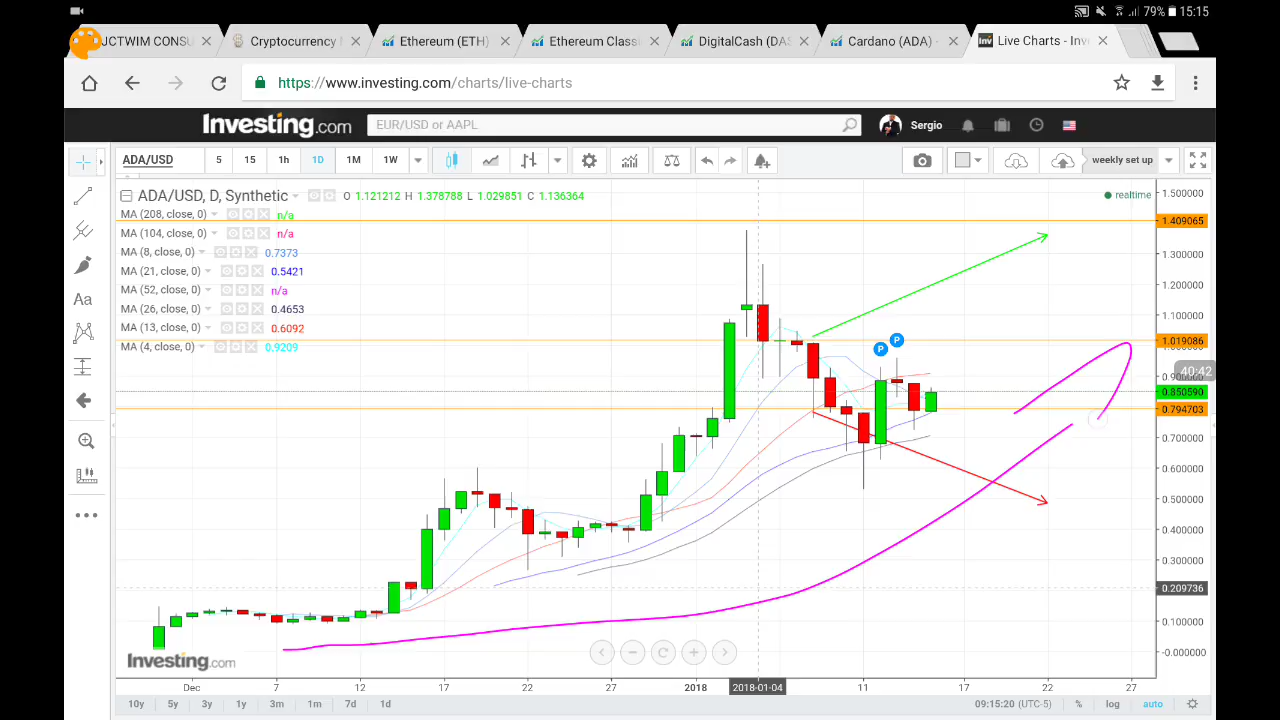 79% 15:15
UCTWIM CONSU
Cryptocurrency M
Ethereum (ETH)
Ethereum Class
DigitalCash (DA
Cardano (ADA) -
Inv Live Charts - Inve
https://www.investing.com/charts/live-charts
Investing.com
EUR/USD or AAPL
Sergio
ADA/USD 5 15 1h 1D 1M 1W weekly set up
ADA/USD, D, Synthetic O 1.121212 H 1.378788 L 1.029851 C 1.136364
realtime
MA (208, close, 0) n/a
MA (104, close, 0) n/a
MA (8, close, 0) 0.7373
MA (21, close, 0) 0.5421
MA (52, close, 0) n/a
MA (26, close, 0) 0.4653
MA (13, close, 0) 0.6092
MA (4, close, 0) 0.9209
Aa
P
P
1.500000
1.409065
1.300000
1.200000
1.100000
1.019086
40:42
0.850590
0.794703
0.700000
0.600000
0.500000
0.400000
0.300000
0.209736
0.100000
-0.000000
Investing.com
Dec 7 12 17 22 27 2018 2018-01-04 11 17 22 27
10y 5y 3y 1y 3m 1m 7d 1d 09:15:20 (UTC-5) % log auto